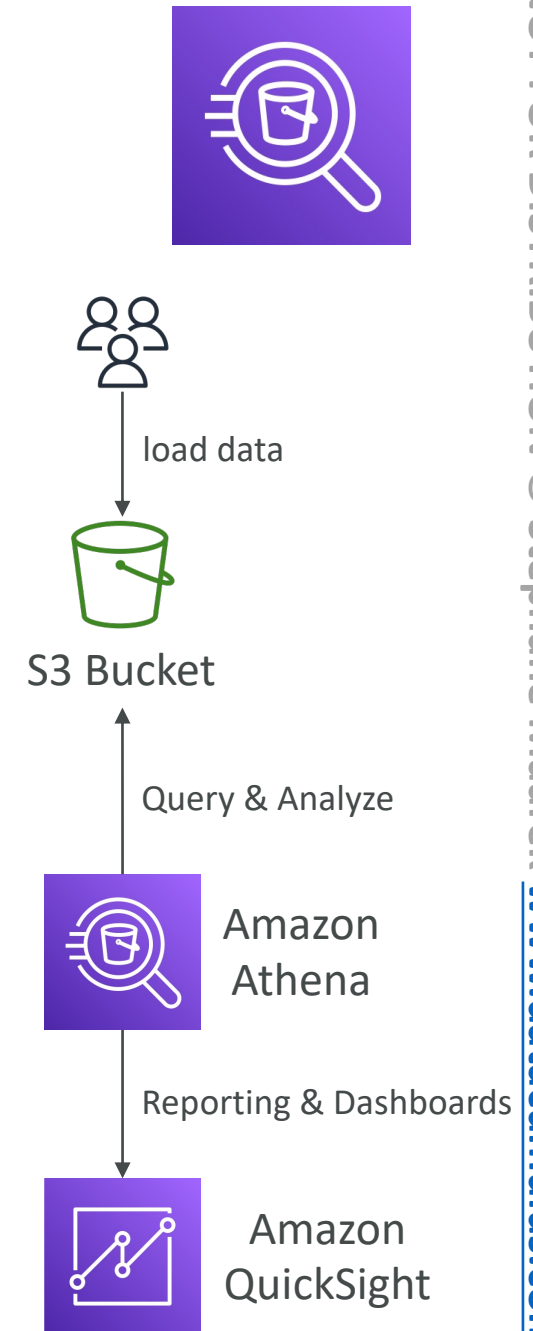 load data
S3 Bucket
Query & Analyze
Amazon
Athena
Reporting & Dashboards
Amazon
QuickSight